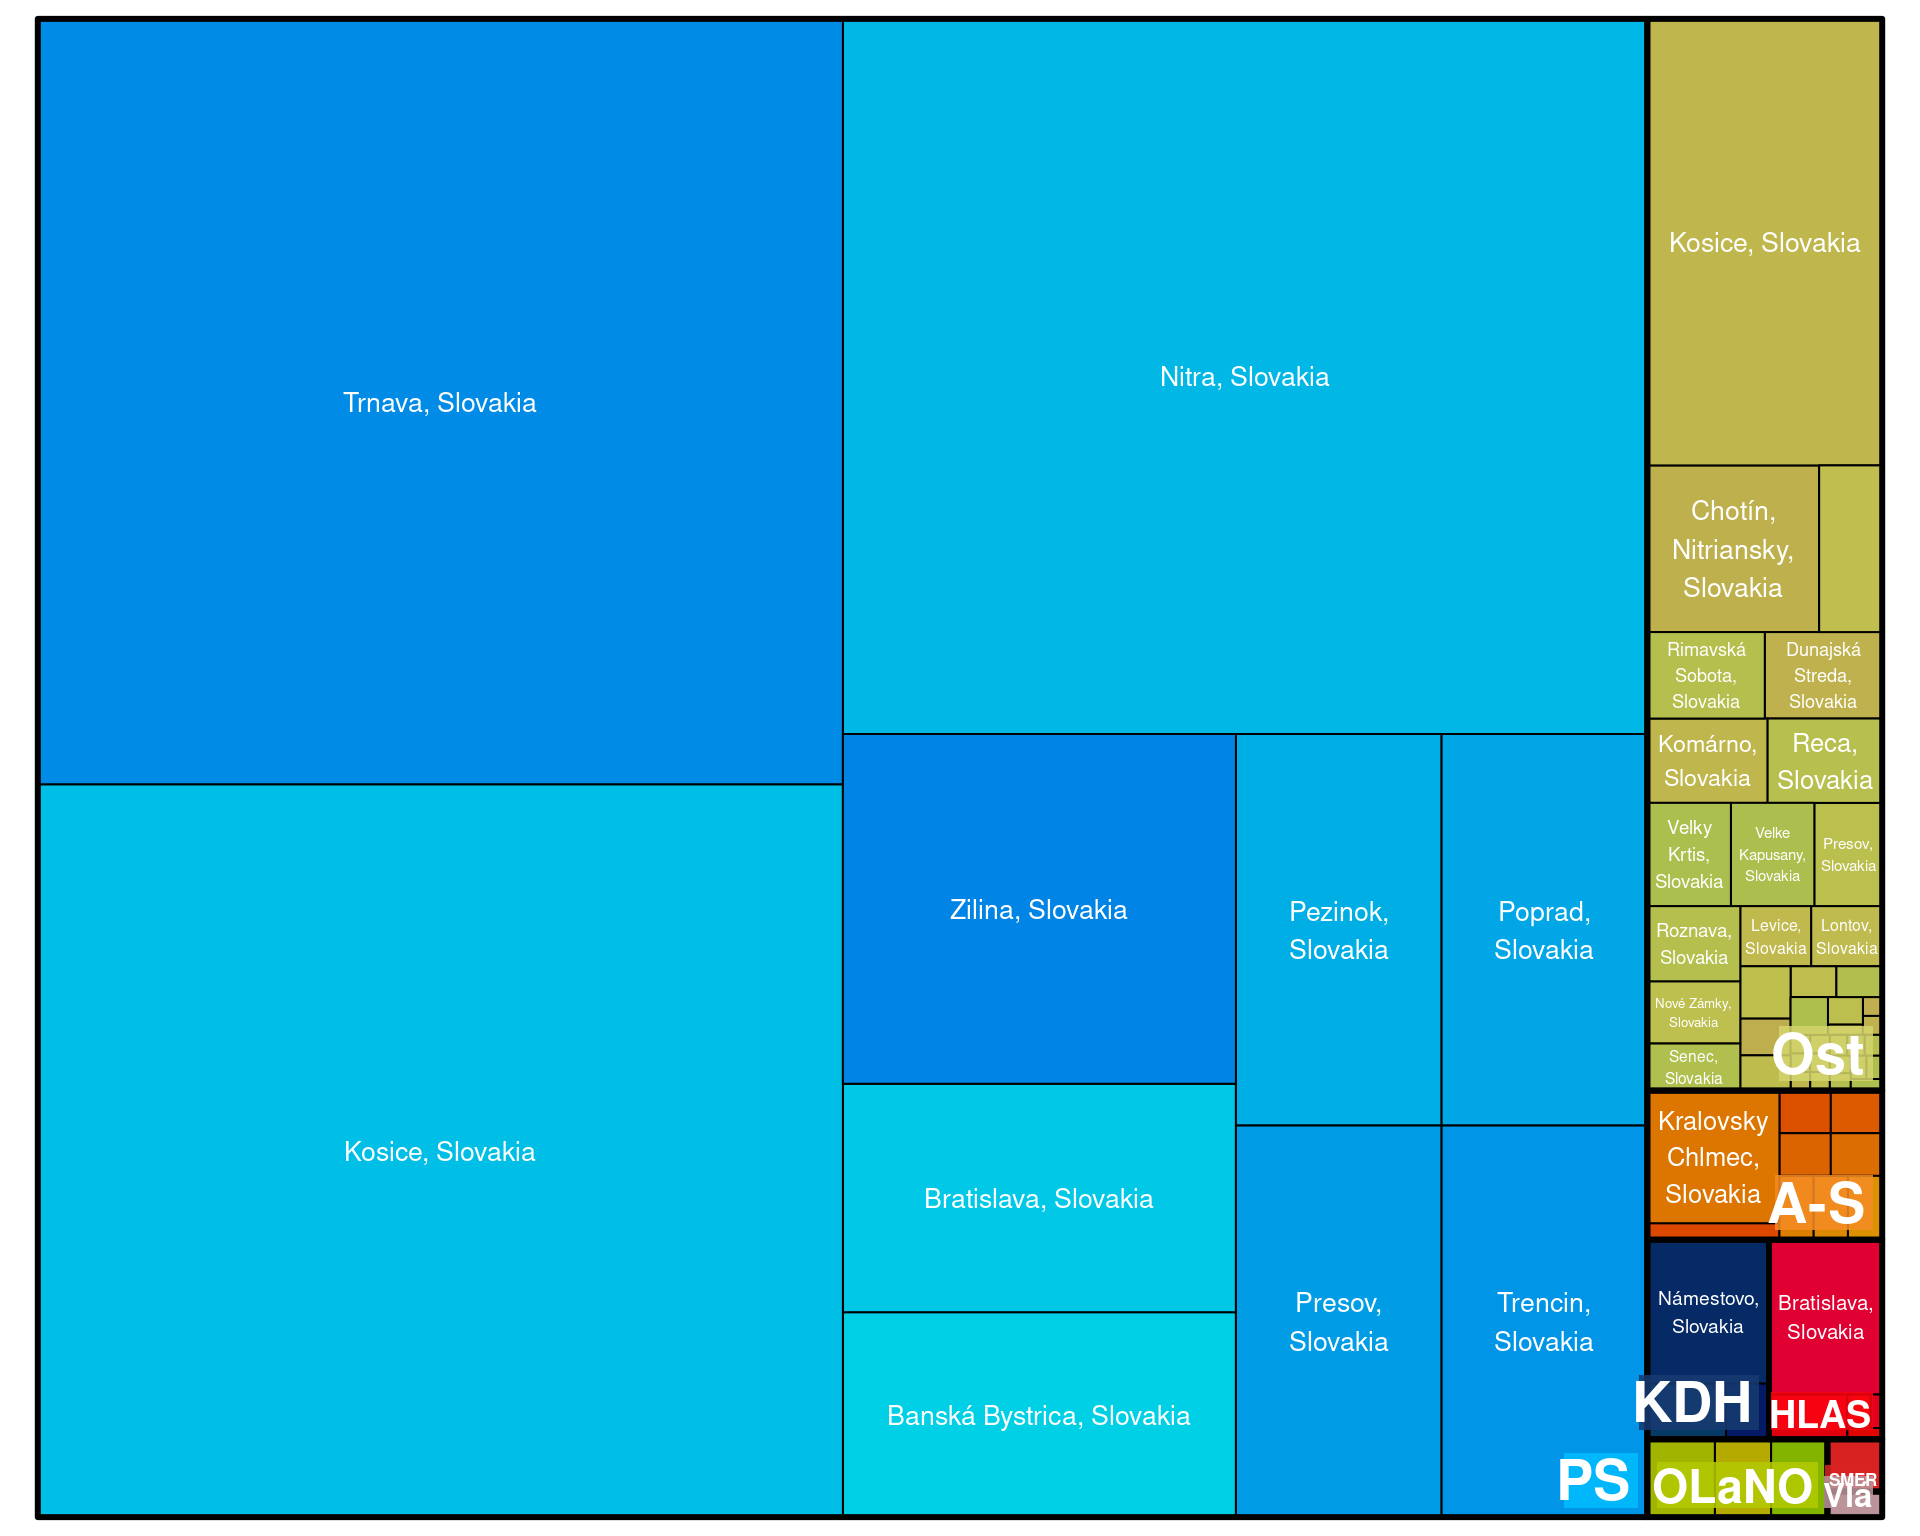 Trnava, Slovakia
Kosice, Slovakia
Nitra, Slovakia
Zilina, Slovakia
Bratislava, Slovakia
Banská Bystrica, Slovakia
Pezinok,
Slovakia
Poprad,
Slovakia
Presov,
Slovakia
Trencin,
Slovakia
PS
Kosice, Slovakia
Chotín,
Nitriansky,
Slovakia
Rimavská
Sobota,
Slovakia
Dunajská
Streda,
Slovakia
Komárno,
Slovakia
Reca,
Slovakia
Velky
Krtis,
Slovakia
Velke
Kapusany,
Slovakia
Presov,
Slovakia
Roznava,
Slovakia
Levice,
Slovakia
Lontov,
Slovakia
Nové Zámky,
Slovakia
Senec,
Slovakia
Ost
Kralovsky
Chlmec,
Slovakia
A-S
Námestovo,
Slovakia
KDH
Bratislava,
Slovakia
HLAS
OLaNO
SMER
Vla